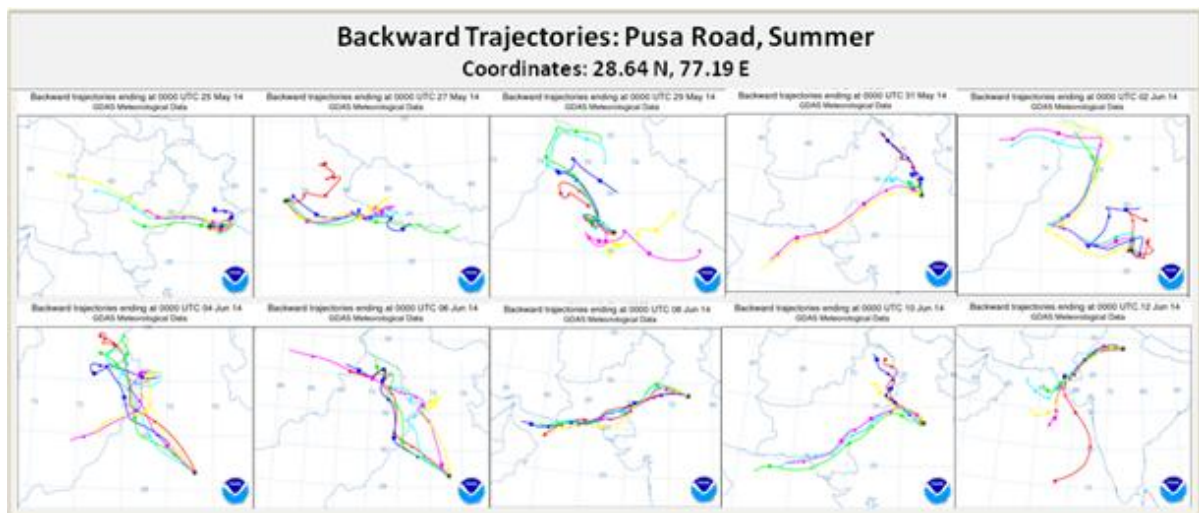 Backward Trajectories: Pusa Road, Summer
Coordinates: 28.64 N, 77.19 E
Backward trajectories ending at 0000 UTC 25 May 14
GDAS Meteorological Data
Backward trajectories ending at 0000 UTC 27 May 14
GDAS Meteorological Data
Backward trajectories ending at 0000 UTC 29 May 14
GDAS Meteorological Data
Backward trajectories ending at 0000 UTC 31 May 14
GDAS Meteorological Data
Backward trajectories ending at 0000 UTC 02 Jun 14
GDAS Meteorological Data
Backward trajectories ending at 0000 UTC 04 Jun 14
GDAS Meteorological Data
Backward trajectories ending at 0000 UTC 06 Jun 14
GDAS Meteorological Data
Backward trajectories ending at 0000 UTC 08 Jun 14
GDAS Meteorological Data
Backward trajectories ending at 0000 UTC 10 Jun 14
GDAS Meteorological Data
Backward trajectories ending at 0000 UTC 12 Jun 14
GDAS Meteorological Data